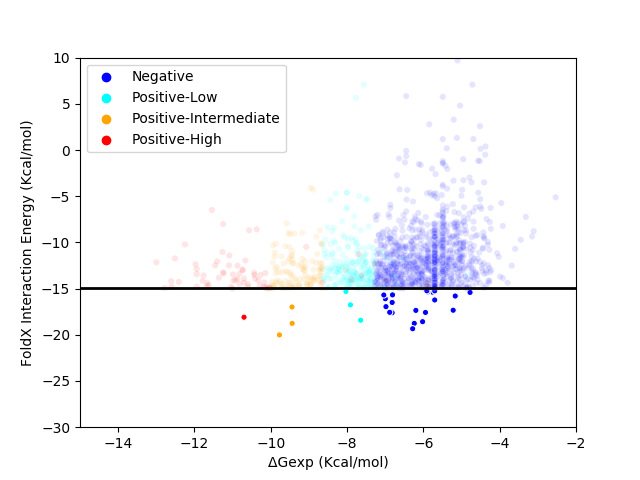 Negative
Positive-Low
Positive-Intermediate
Positive-High
10
5
0
−5
−10
−15
−20
−25
−30
FoldX Interaction Energy (Kcal/mol)
−14 −12 −10 −8 −6 −4 −2
ΔGexp (Kcal/mol)